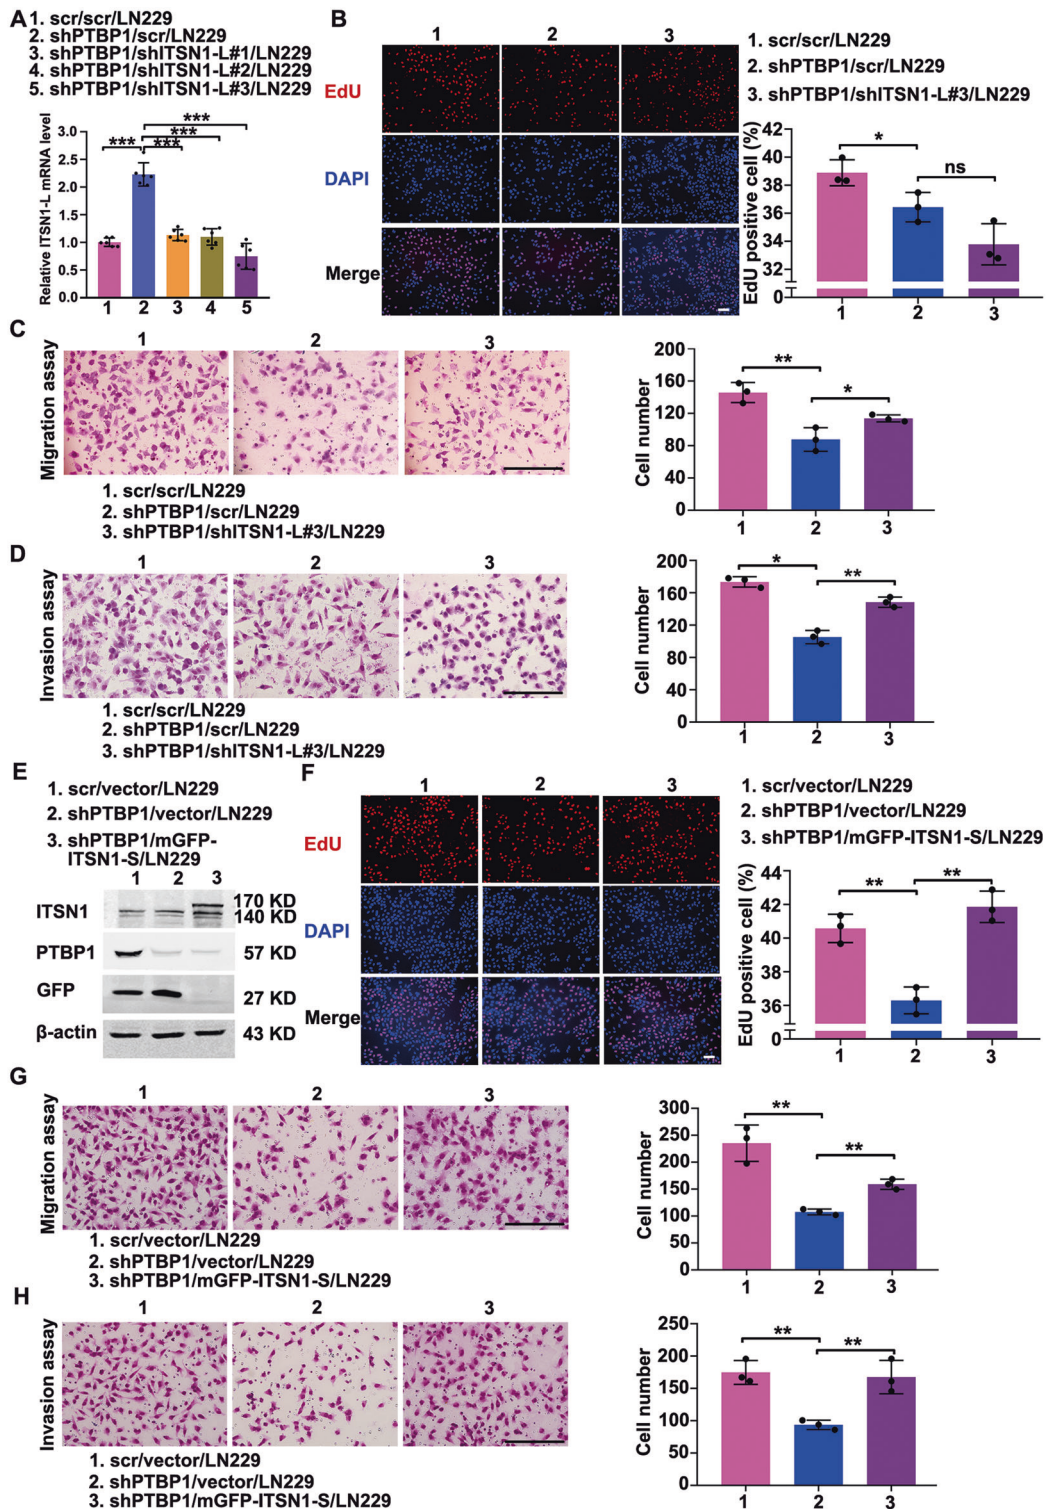 A
1. scr/scr/LN229
2. shPTBP1/scr/LN229
3. shPTBP1/shITSN1-L#1/LN229
4. shPTBP1/shITSN1-L#2/LN229
5. shPTBP1/shITSN1-L#3/LN229
Relative ITSN1-L mRNA level
3.0
2.5
2.0
1.5
1.0
0.5
0.0
***
***
***
***
1 2 3 4 5
B
1 2 3
EdU
DAPI
Merge
1. scr/scr/LN229
2. shPTBP1/scr/LN229
3. shPTBP1/shITSN1-L#3/LN229
EdU positive cell (%)
42
40
38
36
34
32
0
*
ns
1 2 3
C
1 2 3
Migration assay
1. scr/scr/LN229
2. shPTBP1/scr/LN229
3. shPTBP1/shITSN1-L#3/LN229
Cell number
200
160
120
80
40
0
**
*
1 2 3
D
1 2 3
Invasion assay
1. scr/scr/LN229
2. shPTBP1/scr/LN229
3. shPTBP1/shITSN1-L#3/LN229
Cell number
200
160
120
80
40
0
*
**
1 2 3
E
1. scr/vector/LN229
2. shPTBP1/vector/LN229
3. shPTBP1/mGFP-
ITSN1-S/LN229
1 2 3
ITSN1
170 KD
140 KD
PTBP1
57 KD
GFP
27 KD
β-actin
43 KD
F
1 2 3
EdU
DAPI
Merge
1. scr/vector/LN229
2. shPTBP1/vector/LN229
3. shPTBP1/mGFP-ITSN1-S/LN229
EdU positive cell (%)
44
42
40
38
36
0
**
**
1 2 3
G
1 2 3
Migration assay
1. scr/vector/LN229
2. shPTBP1/vector/LN229
3. shPTBP1/mGFP-ITSN1-S/LN229
Cell number
300
250
200
150
100
50
0
**
**
1 2 3
H
1 2 3
Invasion assay
1. scr/vector/LN229
2. shPTBP1/vector/LN229
3. shPTBP1/mGFP-ITSN1-S/LN229
Cell number
250
200
150
100
50
0
**
**
1 2 3